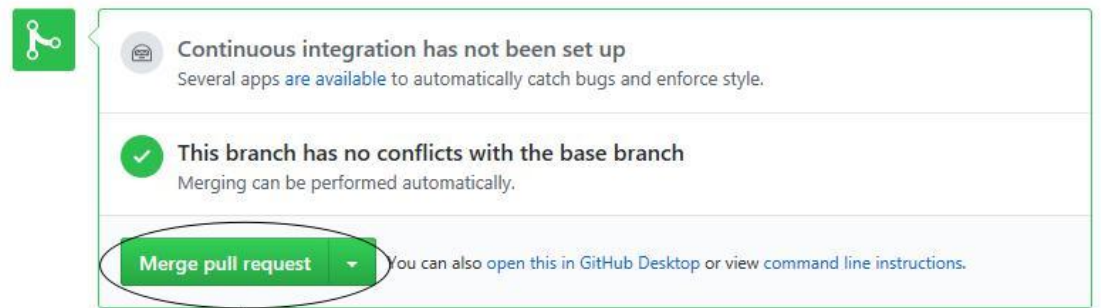 Continuous integration has not been set up
Several apps are available to automatically catch bugs and enforce style.
This branch has no conflicts with the base branch
Merging can be performed automatically.
Merge pull request You can also open this in GitHub Desktop or view command line instructions.